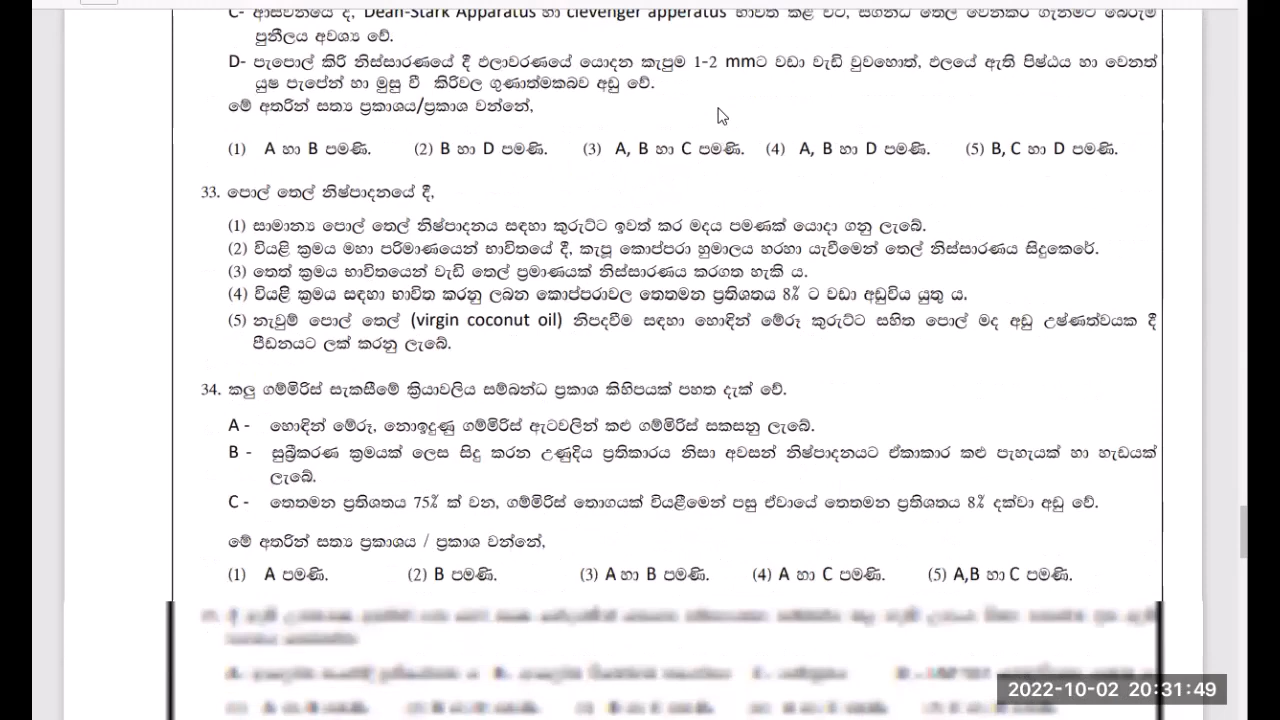 C- ආසවනයේ දී, Dean-Stark Apparatus හා clevenger apperatus භාවිත කළ විට, සගන්ධ තෙල් වෙන්කර ගැනීමට බෙරුම්
පුනීලය අවශ්‍ය වේ.
D- පැපොල් කිරි නිස්සාරණයේ දී ඵලාවරණයේ යොදන කැපුම 1-2 mmට වඩා වැඩි වුවහොත්, ඵලයේ ඇති පිෂ්ඨය හා වෙනත්
යුෂ පැපේන් හා මුසු වී කිරිවල ගුණාත්මකබව අඩු වේ.
මේ අතරින් සත්‍ය ප්‍රකාශය/ප්‍රකාශ වන්නේ,
(1) A හා B පමණි. (2) B හා D පමණි. (3) A, B හා C පමණි. (4) A, B හා D පමණි. (5) B, C හා D පමණි.
33. පොල් තෙල් නිෂ්පාදනයේ දී,
(1) සාමාන්‍ය පොල් තෙල් නිෂ්පාදනය සඳහා කුරුට්ට ඉවත් කර මදය පමණක් යොදා ගනු ලැබේ.
(2) වියළි ක්‍රමය මහා පරිමාණයෙන් භාවිතයේ දී, කැපූ කොප්පරා හුමාලය හරහා යැවීමෙන් තෙල් නිස්සාරණය සිදුකෙරේ.
(3) තෙත් ක්‍රමය භාවිතයෙන් වැඩි තෙල් ප්‍රමාණයක් නිස්සාරණය කරගත හැකි ය.
(4) වියළි ක්‍රමය සඳහා භාවිත කරනු ලබන කොප්පරාවල තෙතමන ප්‍රතිශතය 8% ට වඩා අඩුවිය යුතු ය.
(5) නැවුම් පොල් තෙල් (virgin coconut oil) නිපදවීම සඳහා හොඳින් මේරූ කුරුට්ට සහිත පොල් මද අඩු උෂ්ණත්වයක දී
පීඩනයට ලක් කරනු ලැබේ.
34. කලු ගම්මිරිස් සැකසීමේ ක්‍රියාවලිය සම්බන්ධ ප්‍රකාශ කිහිපයක් පහත දැක් වේ.
A - හොඳින් මේරූ, නොඉදුණු ගම්මිරිස් ඇටවලින් කළු ගම්මිරිස් සකසනු ලැබේ.
B - සුබ්‍රීකරණ ක්‍රමයක් ලෙස සිදු කරන උණුදිය ප්‍රතිකාරය නිසා අවසන් නිෂ්පාදනයට ඒකාකාර කළු පැහැයක් හා හැඩයක්
ලැබේ.
C - තෙතමන ප්‍රතිශතය 75% ක් වන, ගම්මිරිස් තොගයක් වියළීමෙන් පසු ඒවායේ තෙතමන ප්‍රතිශතය 8% දක්වා අඩු වේ.
මේ අතරින් සත්‍ය ප්‍රකාශය / ප්‍රකාශ වන්නේ,
(1) A පමණි. (2) B පමණි. (3) A හා B පමණි. (4) A හා C පමණි. (5) A,B හා C පමණි.
2022-10-02 20:31:49